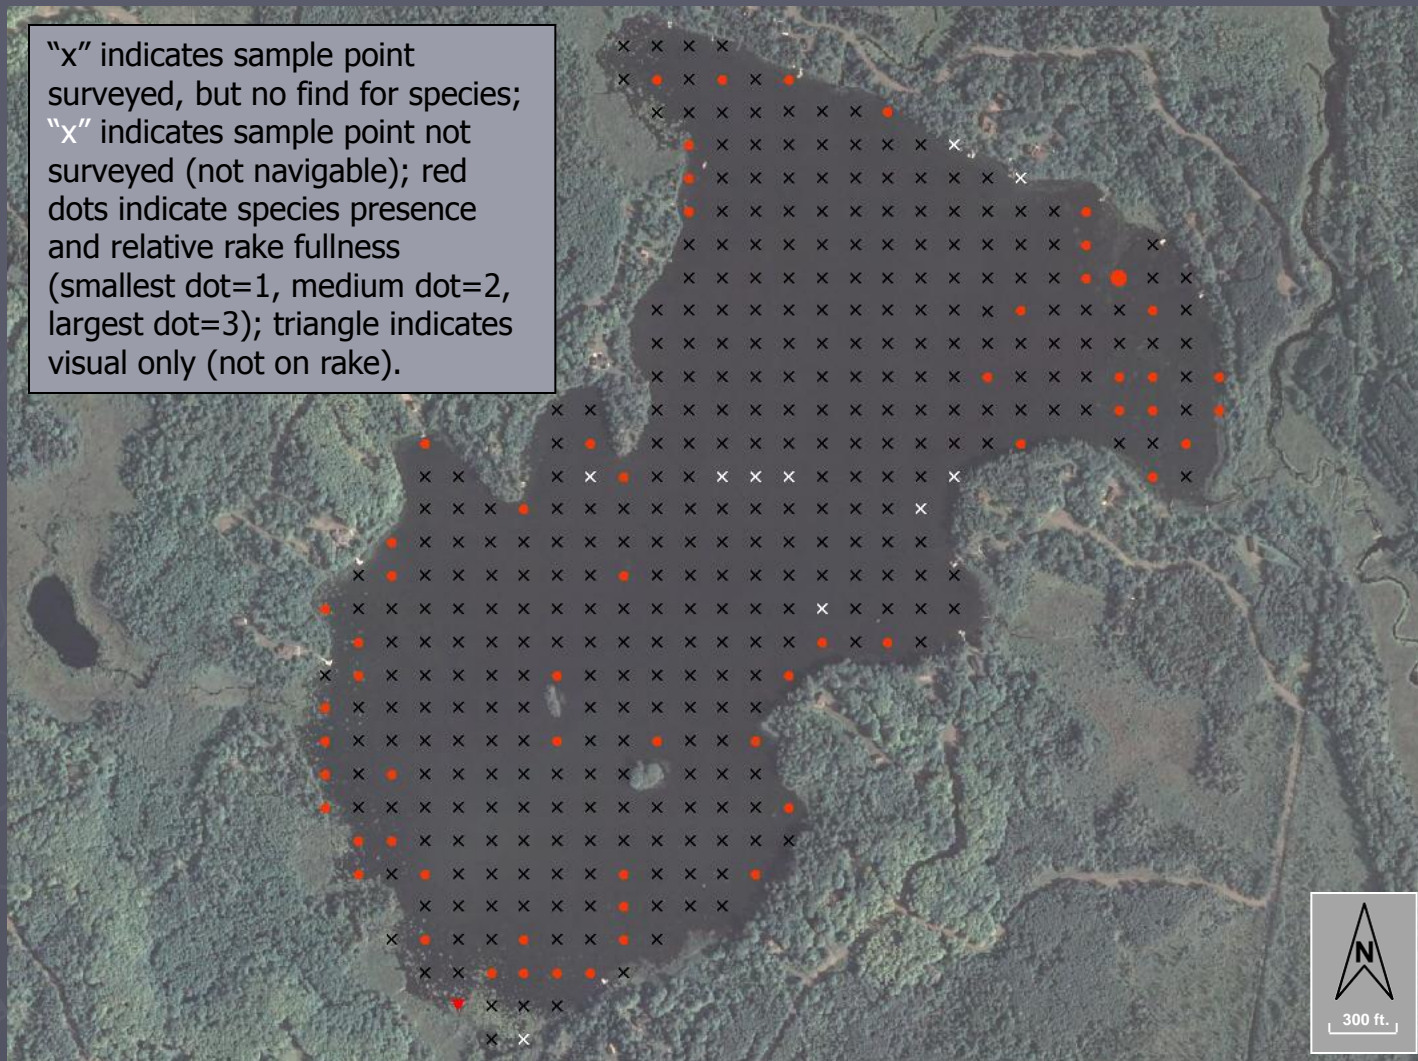 “x” indicates sample point
surveyed, but no find for species;
“x” indicates sample point not
surveyed (not navigable); red
dots indicate species presence
and relative rake fullness
(smallest dot=1, medium dot=2,
largest dot=3); triangle indicates
visual only (not on rake).
N
300 ft.